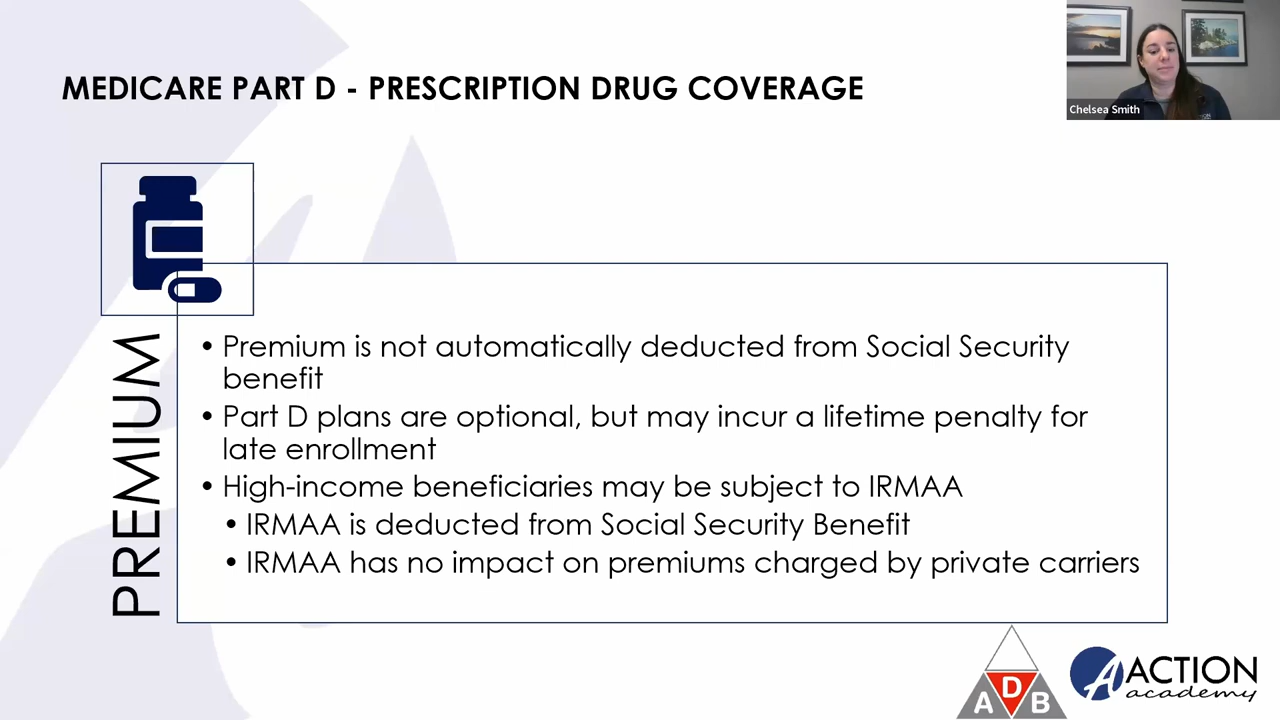 MEDICARE PART D - PRESCRIPTION DRUG COVERAGE
Chelsea Smith
PREMIUM
• Premium is not automatically deducted from Social Security
benefit
• Part D plans are optional, but may incur a lifetime penalty for
late enrollment
• High-income beneficiaries may be subject to IRMAA
• IRMAA is deducted from Social Security Benefit
• IRMAA has no impact on premiums charged by private carriers
A D B
A ACTION
academy